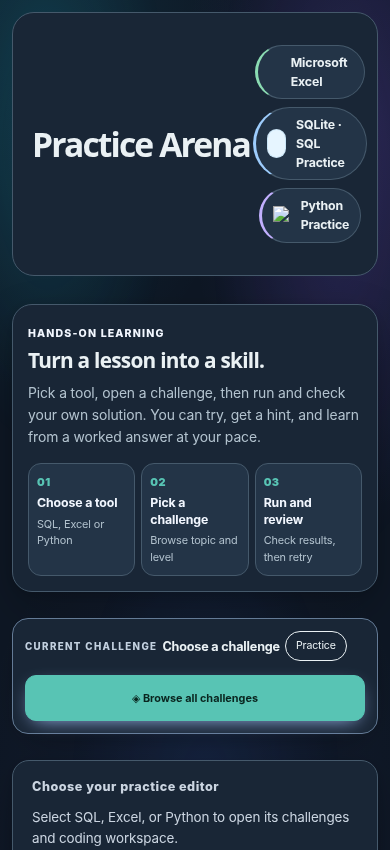 Practice Arena
Microsoft
Excel
SQLite ·
SQL
Practice
Python
Practice
HANDS-ON LEARNING
Turn a lesson into a skill.
Pick a tool, open a challenge, then run and check
your own solution. You can try, get a hint, and learn
from a worked answer at your pace.
01
Choose a tool
SQL, Excel or
Python
02
Pick a
challenge
Browse topic and
level
03
Run and
review
Check results,
then retry
CURRENT CHALLENGE Choose a challenge Practice
◈ Browse all challenges
Choose your practice editor
Select SQL, Excel, or Python to open its challenges
and coding workspace.